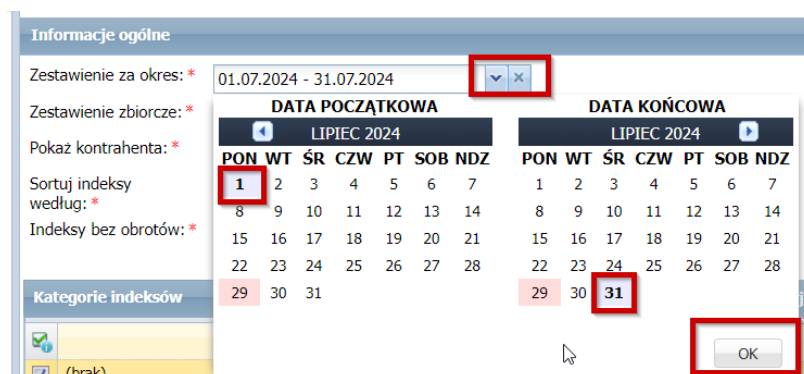 Informacje ogólne
Zestawienie za okres: * 01.07.2024 - 31.07.2024
Zestawienie zbiorcze: *
Pokaż kontrahenta: *
Sortuj indeksy
według: *
Indeksy bez obrotów: *
DATA POCZĄTKOWA
LIPIEC 2024
PON WT ŚR CZW PT SOB NDZ
1 2 3 4 5 6 7
8 9 10 11 12 13 14
15 16 17 18 19 20 21
22 23 24 25 26 27 28
29 30 31
DATA KOŃCOWA
LIPIEC 2024
PON WT ŚR CZW PT SOB NDZ
1 2 3 4 5 6 7
8 9 10 11 12 13 14
15 16 17 18 19 20 21
22 23 24 25 26 27 28
29 30 31
OK
Kategorie indeksów
(brak)